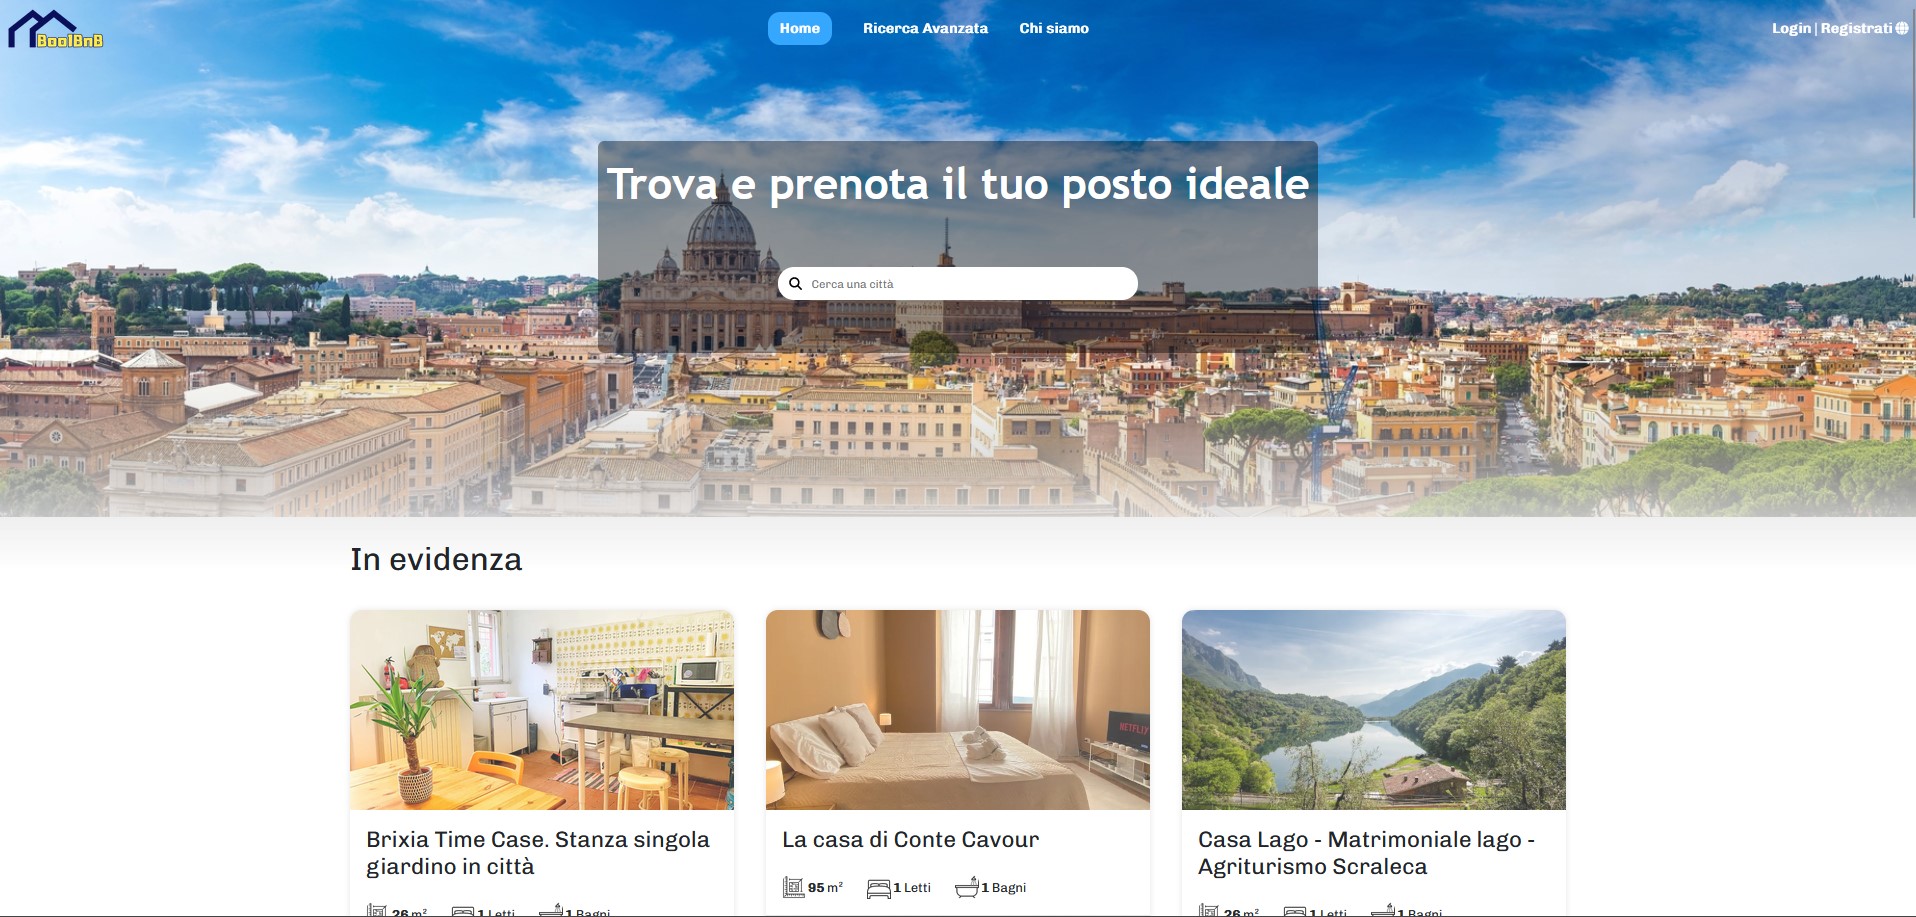 BoolBnB
Home
Ricerca Avanzata
Chi siamo
Login | Registrati
Trova e prenota il tuo posto ideale
Cerca una città
In evidenza
NETFLIX
Brixia Time Case. Stanza singola
giardino in città
26 m²
1 Letti
1 Bagni
La casa di Conte Cavour
95 m²
1 Letti
1 Bagni
Casa Lago - Matrimoniale lago -
Agriturismo Scraleca
26 m²
1 Letti
1 Bagni